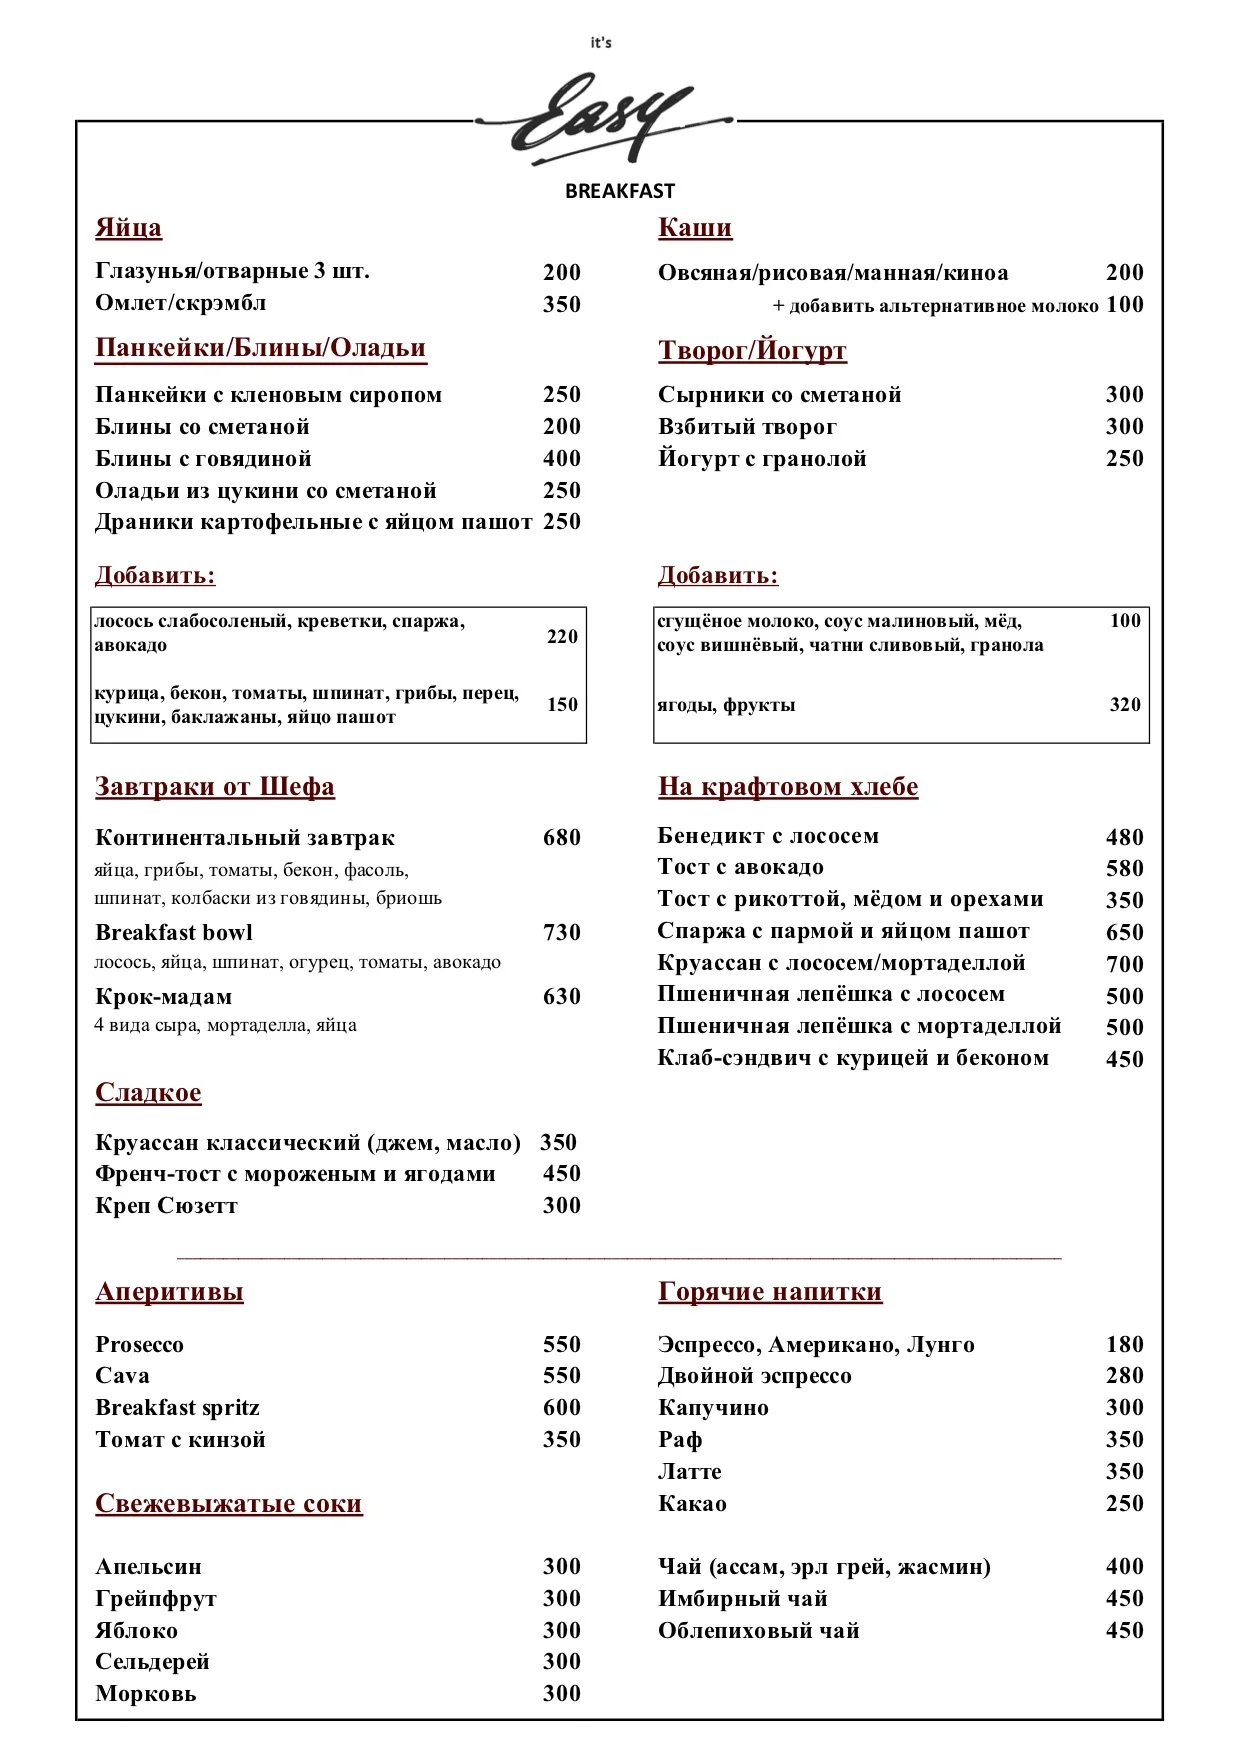 it's
Easy
BREAKFAST
Яйца
Глазунья/отварные 3 шт. 200
Омлет/скрэмбл 350
Панкейки/Блины/Оладьи
Панкейки с кленовым сиропом 250
Блины со сметаной 200
Блины с говядиной 400
Оладьи из цукини со сметаной 250
Драники картофельные с яйцом пашот 250
Добавить:
лосось слабосоленый, креветки, спаржа,
авокадо 220
курица, бекон, томаты, шпинат, грибы, перец,
цукини, баклажаны, яйцо пашот 150
Каши
Овсяная/рисовая/манная/киноа 200
+ добавить альтернативное молоко 100
Творог/Йогурт
Сырники со сметаной 300
Взбитый творог 300
Йогурт с гранолой 250
Добавить:
сгущёное молоко, соус малиновый, мёд, 100
соус вишнёвый, чатни сливовый, гранола
ягоды, фрукты 320
Завтраки от Шефа
Континентальный завтрак 680
яйца, грибы, томаты, бекон, фасоль,
шпинат, колбаски из говядины, бриошь
Breakfast bowl 730
лосось, яйца, шпинат, огурец, томаты, авокадо
Крок-мадам 630
4 вида сыра, мортаделла, яйца
Сладкое
Круассан классический (джем, масло) 350
Френч-тост с мороженым и ягодами 450
Креп Сюзетт 300
На крафтовом хлебе
Бенедикт с лососем 480
Тост с авокадо 580
Тост с рикоттой, мёдом и орехами 350
Спаржа с пармой и яйцом пашот 650
Круассан с лососем/мортаделлой 700
Пшеничная лепёшка с лососем 500
Пшеничная лепёшка с мортаделлой 500
Клаб-сэндвич с курицей и беконом 450
Аперитивы
Prosecco 550
Cava 550
Breakfast spritz 600
Томат с кинзой 350
Свежевыжатые соки
Апельсин 300
Грейпфрут 300
Яблоко 300
Сельдерей 300
Морковь 300
Горячие напитки
Эспрессо, Американо, Лунго 180
Двойной эспрессо 280
Капучино 300
Раф 350
Латте 350
Какао 250
Чай (ассам, эрл грей, жасмин) 400
Имбирный чай 450
Облепиховый чай 450